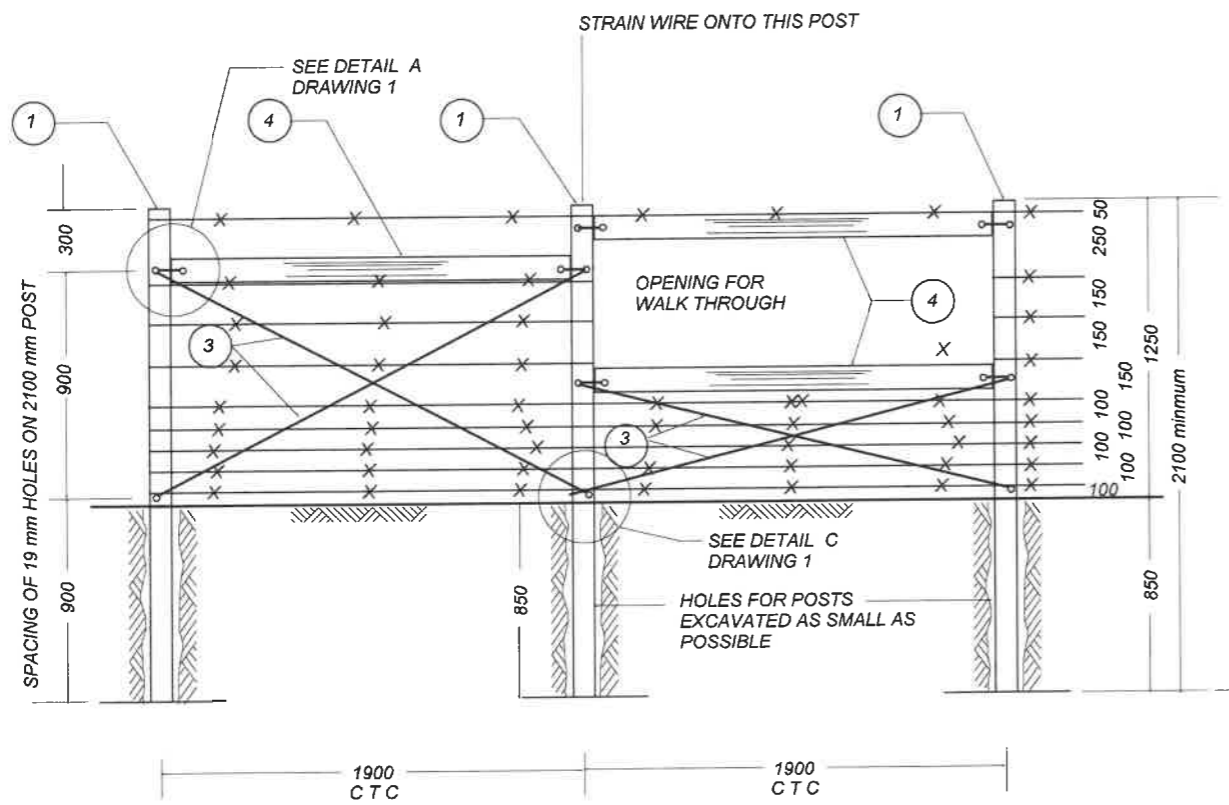 STRAIN WIRE ONTO THIS POST
SEE DETAIL A
DRAWING 1
1
4
1
1
300
50
250
OPENING FOR
WALK THROUGH
4
150
150
3
X
1250
2100 minmum
SPACING OF 19 mm HOLES ON 2100 mm POST
900
150
100
100
3
100
100
100
SEE DETAIL C
DRAWING 1
900
850
HOLES FOR POSTS
EXCAVATED AS SMALL AS
POSSIBLE
850
1900
C T C
1900
C T C